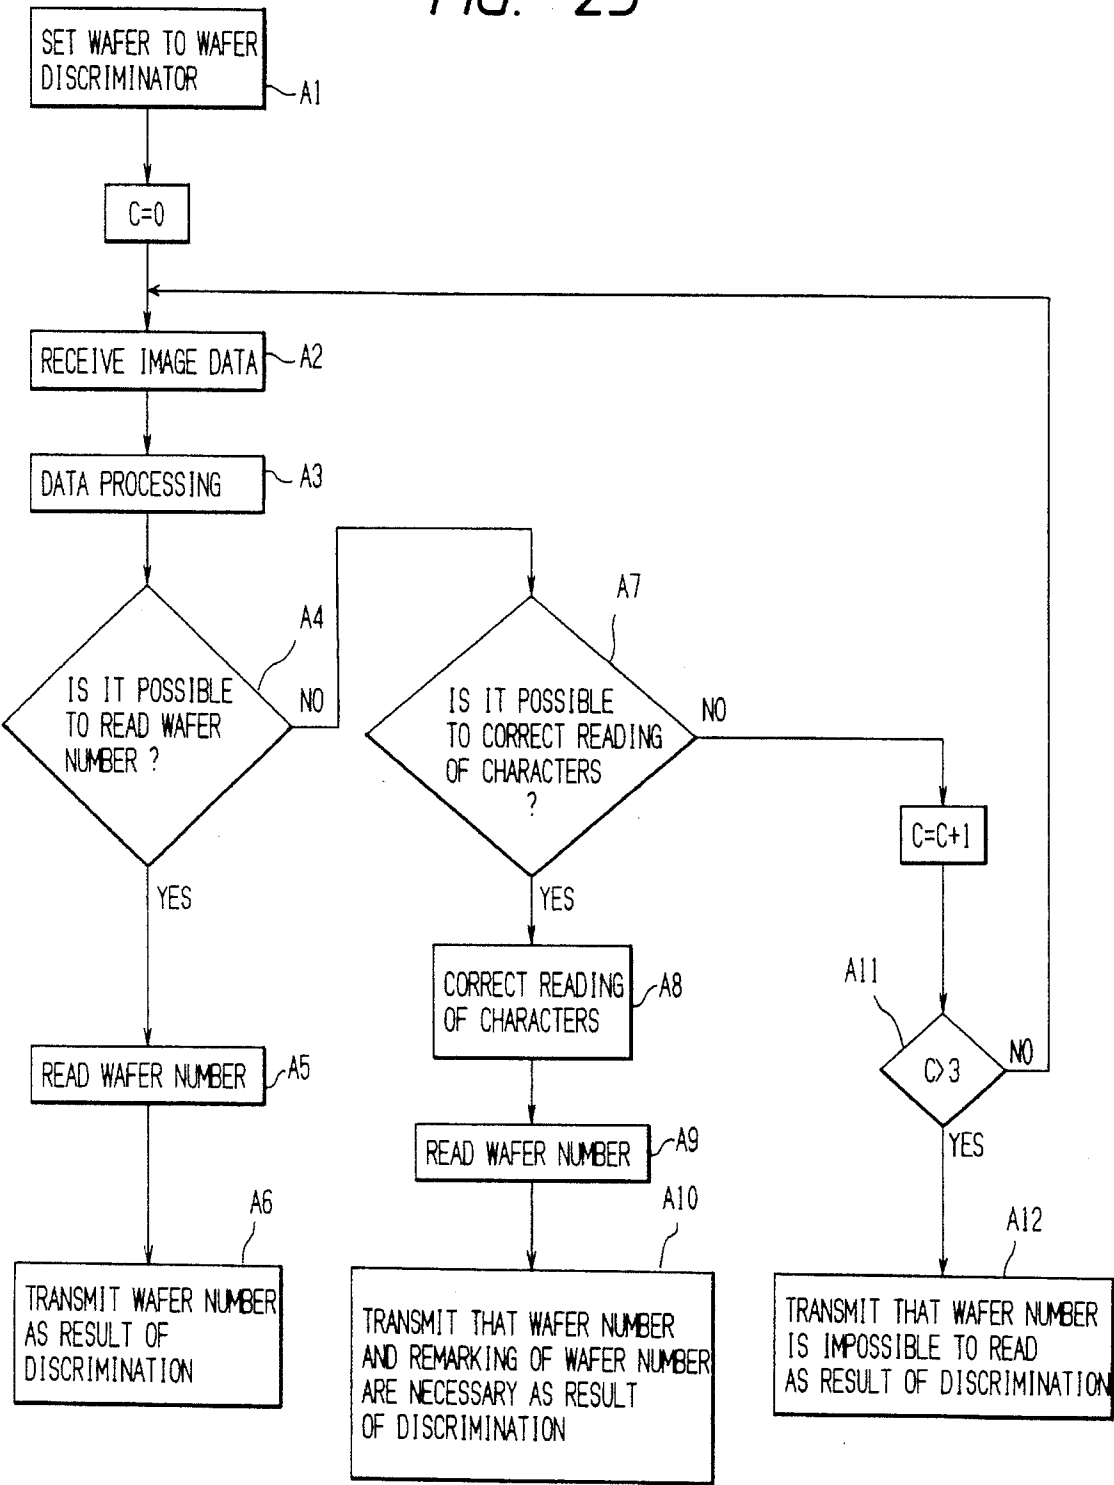 FIG. 25
SET WAFER TO WAFER
DISCRIMINATOR
A1
C=0
RECEIVE IMAGE DATA
A2
DATA PROCESSING
A3
A4
IS IT POSSIBLE
TO READ WAFER
NUMBER ?
NO
YES
A7
IS IT POSSIBLE
TO CORRECT READING
OF CHARACTERS
?
NO
YES
C=C+1
CORRECT READING
OF CHARACTERS
A8
A11
C>3
NO
YES
READ WAFER NUMBER
A5
READ WAFER NUMBER
A9
A6
TRANSMIT WAFER NUMBER
AS RESULT OF
DISCRIMINATION
A10
TRANSMIT THAT WAFER NUMBER
AND REMARKING OF WAFER NUMBER
ARE NECESSARY AS RESULT
OF DISCRIMINATION
A12
TRANSMIT THAT WAFER NUMBER
IS IMPOSSIBLE TO READ
AS RESULT OF DISCRIMINATION